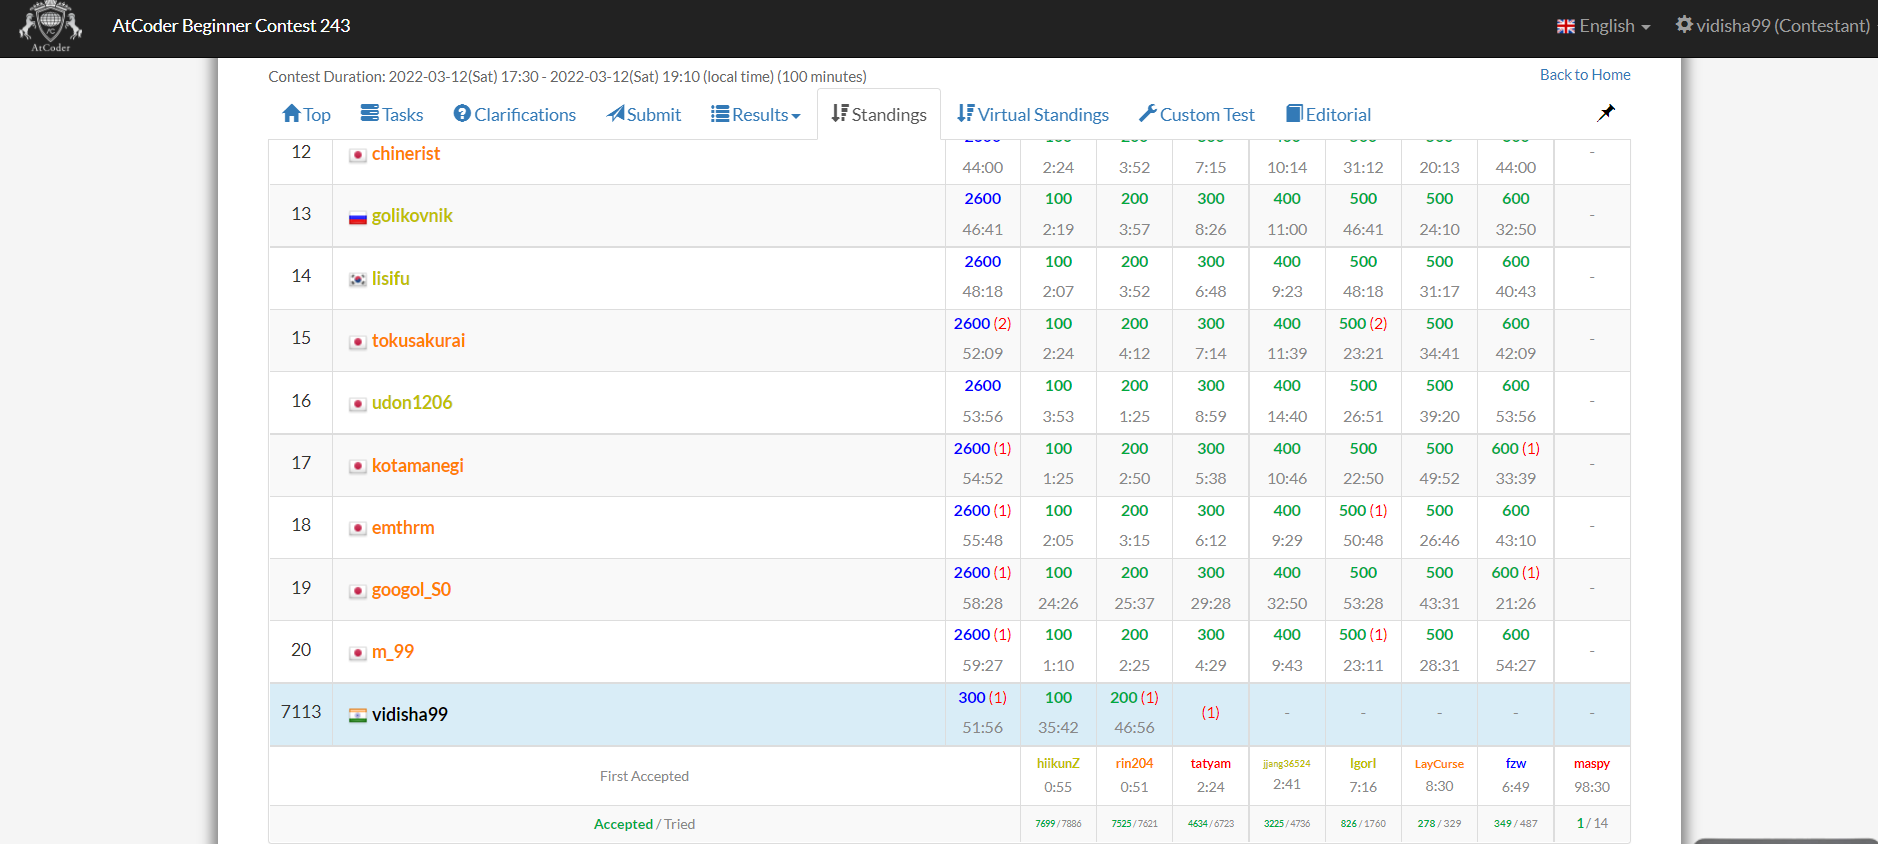 AtCoder
AtCoder Beginner Contest 243
English
vidisha99 (Contestant)
Contest Duration: 2022-03-12(Sat) 17:30 - 2022-03-12(Sat) 19:10 (local time) (100 minutes)
Back to Home
Top Tasks Clarifications Submit Results Standings Virtual Standings Custom Test Editorial
12 chinerist
44:00 2:24 3:52 7:15 10:14 31:12 20:13 44:00
-
2600 100 200 300 400 500 500 600
13 golikovnik -
46:41 2:19 3:57 8:26 11:00 46:41 24:10 32:50
2600 100 200 300 400 500 500 600
14 lisifu -
48:18 2:07 3:52 6:48 9:23 48:18 31:17 40:43
2600 (2) 100 200 300 400 500 (2) 500 600
15 tokusakurai -
52:09 2:24 4:12 7:14 11:39 23:21 34:41 42:09
2600 100 200 300 400 500 500 600
16 udon1206 -
53:56 3:53 1:25 8:59 14:40 26:51 39:20 53:56
2600 (1) 100 200 300 400 500 500 600 (1)
17 kotamanegi -
54:52 1:25 2:50 5:38 10:46 22:50 49:52 33:39
2600 (1) 100 200 300 400 500 (1) 500 600
18 emthrm -
55:48 2:05 3:15 6:12 9:29 50:48 26:46 43:10
2600 (1) 100 200 300 400 500 500 600 (1)
19 googol_S0 -
58:28 24:26 25:37 29:28 32:50 53:28 43:31 21:26
2600 (1) 100 200 300 400 500 (1) 500 600
20 m_99 -
59:27 1:10 2:25 4:29 9:43 23:11 28:31 54:27
300 (1) 100 200 (1)
7113 vidisha99 (1) - - - - -
51:56 35:42 46:56
hiikunZ rin204 tatyam jjang36524 lgorl LayCurse fzw maspy
First Accepted
0:55 0:51 2:24 2:41 7:16 8:30 6:49 98:30
Accepted / Tried 7699 / 7886 7525 / 7621 4634 / 6723 3225 / 4736 826 / 1760 278 / 329 349 / 487 1 / 14